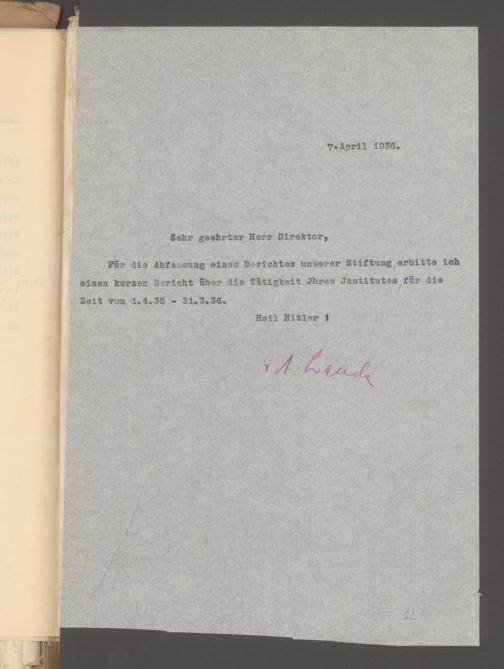 7.April 1936.
Sehr geehrter Herr Direktor,
Für die Abfassung eines Berichtes unserer Stiftung erbitte ich
einen kurzen Bericht über die Tätigkeit Jhres Jnstitutes für die
Zeit vom 1.4.35 - 31.3.36.
Heil Hitler !